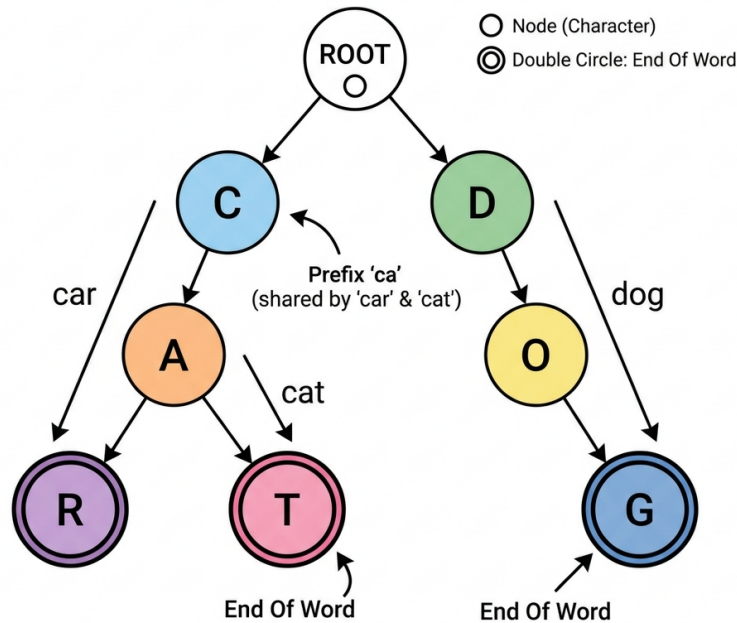 ROOT
Node (Character)
Double Circle: End Of Word
C
D
Prefix ‘ca’
(shared by ‘car’ & ‘cat’)
car
dog
A
O
cat
R
T
G
End Of Word
End Of Word